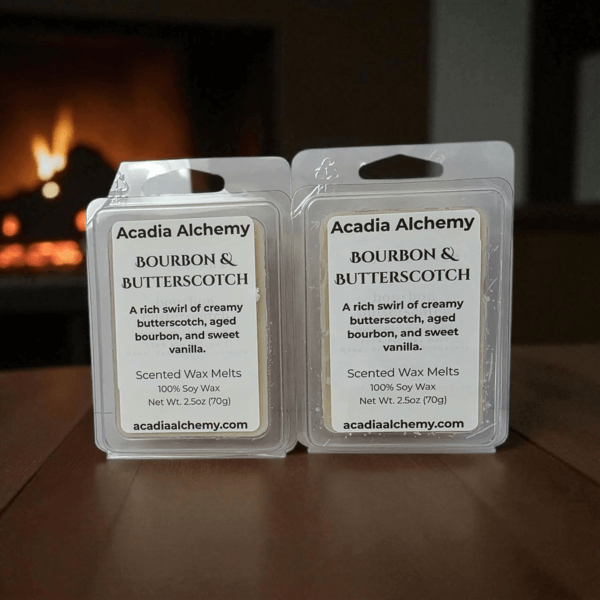 Acadia Alchemy
BOURBON &
BUTTERSCOTCH
A rich swirl of creamy
butterscotch, aged
bourbon, and sweet
vanilla.
Scented Wax Melts
100% Soy Wax
Net Wt. 2.5oz (70g)
acadiaalchemy.com
Acadia Alchemy
BOURBON &
BUTTERSCOTCH
A rich swirl of creamy
butterscotch, aged
bourbon, and sweet
vanilla.
Scented Wax Melts
100% Soy Wax
Net Wt. 2.5oz (70g)
acadiaalchemy.com